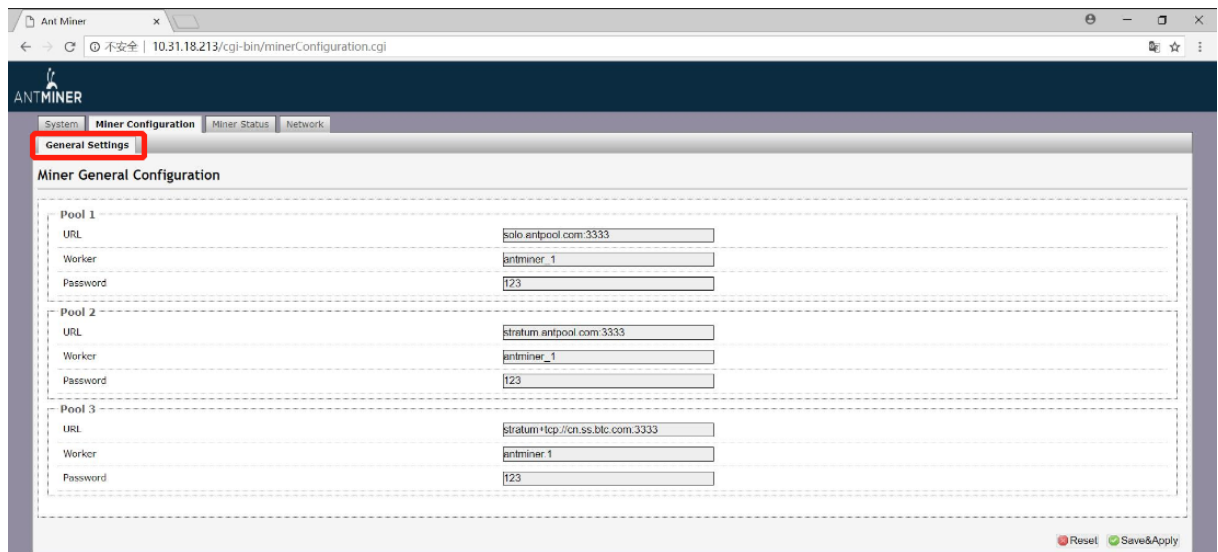 Ant Miner
不安全 | 10.31.18.213/cgi-bin/minerConfiguration.cgi
ANTMINER
System Miner Configuration Miner Status Network
General Settings
Miner General Configuration
Pool 1
URL solo.antpool.com:3333
Worker antminer_1
Password 123
Pool 2
URL stratum.antpool.com:3333
Worker antminer_1
Password 123
Pool 3
URL stratum+tcp://cn.ss.btc.com:3333
Worker antminer.1
Password 123
Reset Save&Apply